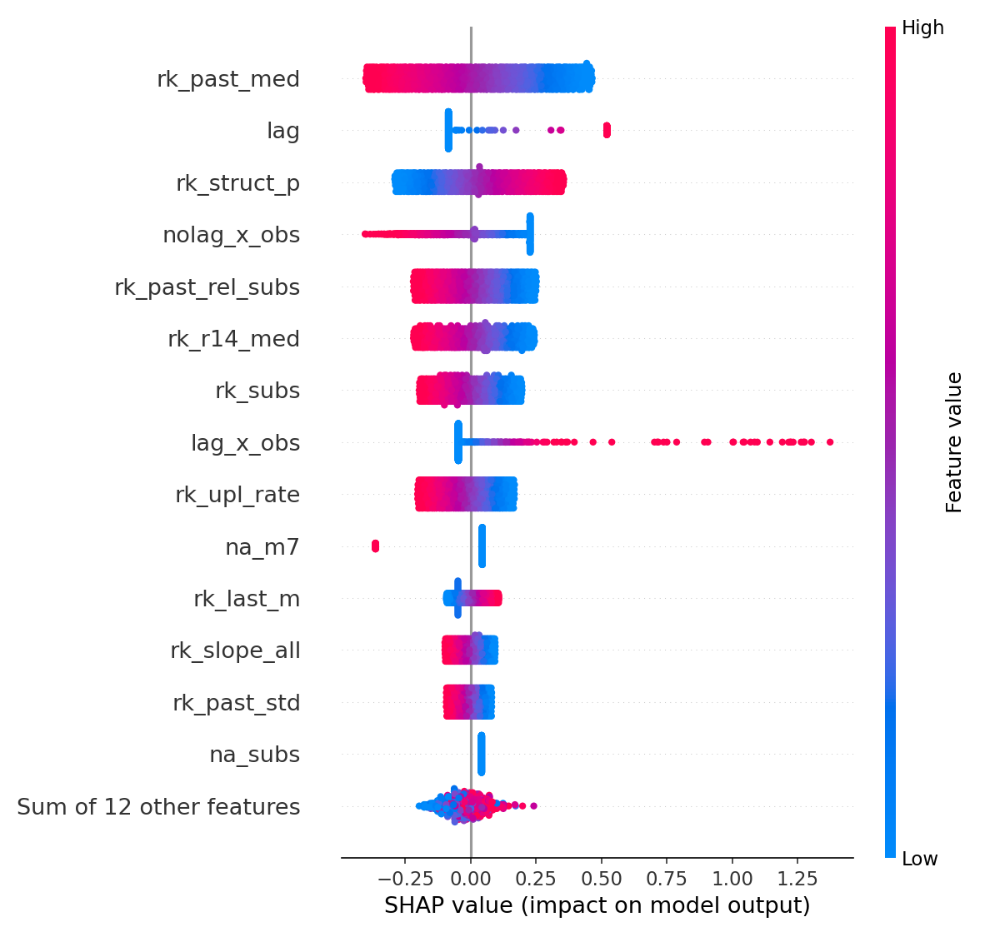 High
rk_past_med
lag
rk_struct_p
nolag_x_obs
rk_past_rel_subs
rk_r14_med
rk_subs
lag_x_obs
rk_upl_rate
na_m7
rk_last_m
rk_slope_all
rk_past_std
na_subs
Sum of 12 other features
Feature value
Low
−0.25 0.00 0.25 0.50 0.75 1.00 1.25
SHAP value (impact on model output)